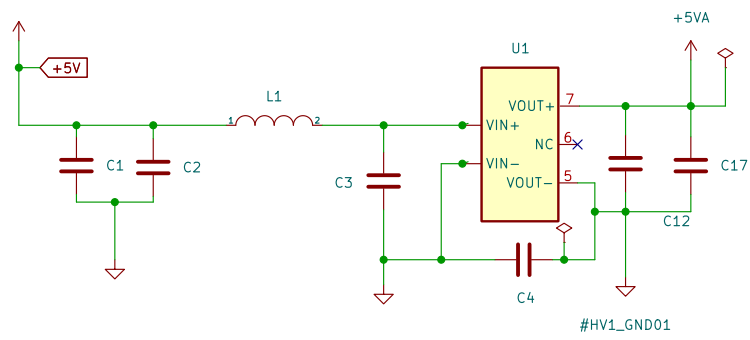 +5VA
U1
+5V
L1
1
2
VOUT+
7
VIN+
NC
6
C1
C2
VIN-
C17
C3
VOUT-
5
C12
C4
#HV1_GND01